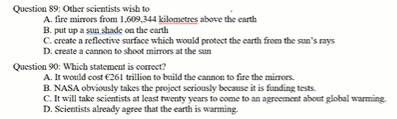 Question 89: Other scientists wish to
A. fire mirrors from 1,609,344 kilometres above the earth
B. put up a sun shade on the earth
C. create a reflective surface which would protect the earth from the sun's rays
D. create a cannon to shoot mirrors at the sun
Question 90: Which statement is correct?
A. It would cost €261 trillion to build the cannon to fire the mirrors.
B. NASA obviously takes the project seriously because it is funding tests.
C. It will take scientists at least twenty years to come to an agreement about global warming.
D. Scientists already agree that the earth is warming.